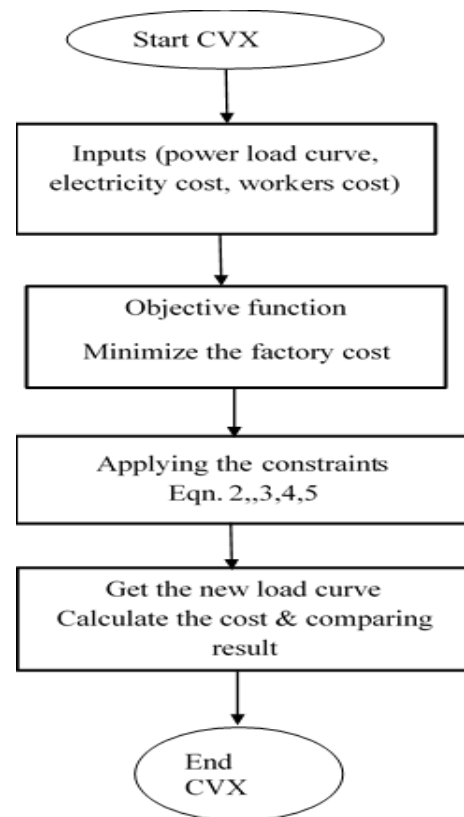 Start CVX
Inputs (power load curve,
electricity cost, workers cost)
Objective function
Minimize the factory cost
Applying the constraints
Eqn. 2,,3,4,5
Get the new load curve
Calculate the cost & comparing
result
End
CVX